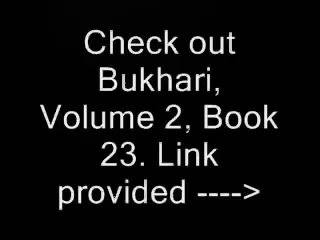 Check out
Bukhari,
Volume 2, Book
23. Link
provided ---->